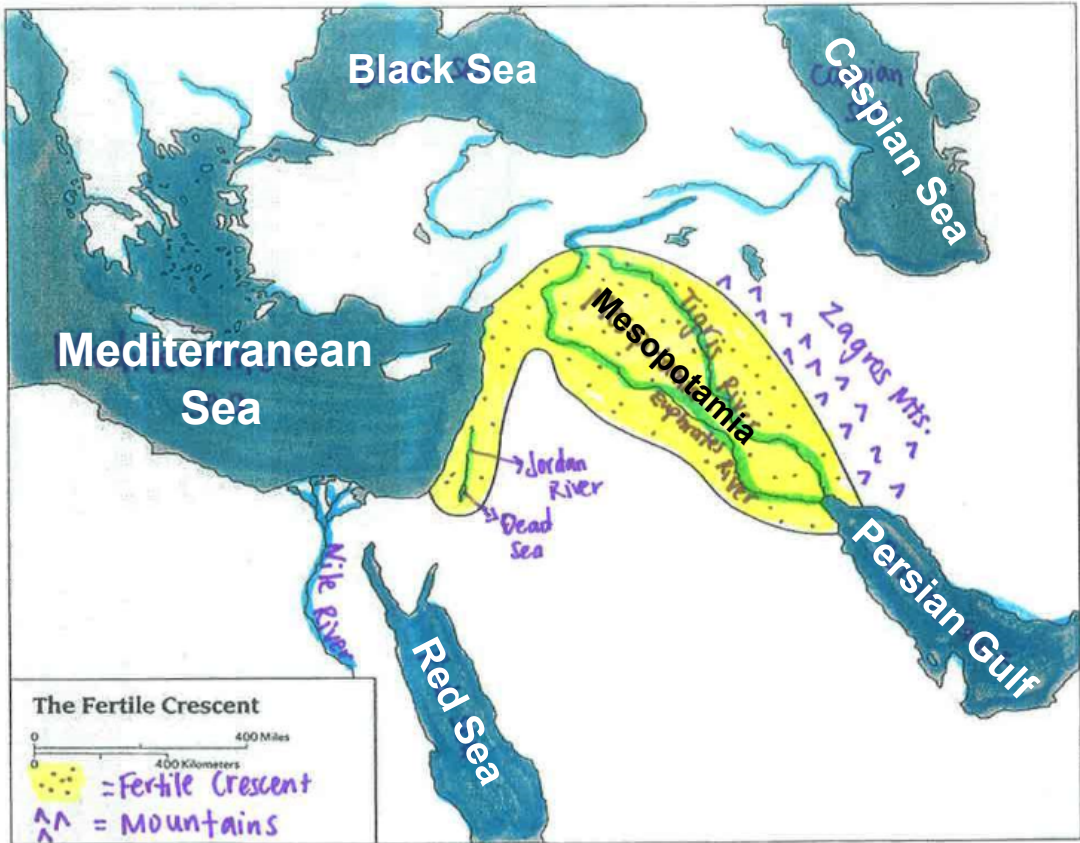 Black Sea
Caspian Sea
Caspian
Mediterranean
Sea
Mesopotamia
Tigris River
Euphrates River
Zagros Mts.
Jordan
River
Dead
Sea
Nile River
Persian Gulf
Red Sea
The Fertile Crescent
0 400 Miles
0 400 Kilometers
= Fertile Crescent
= Mountains